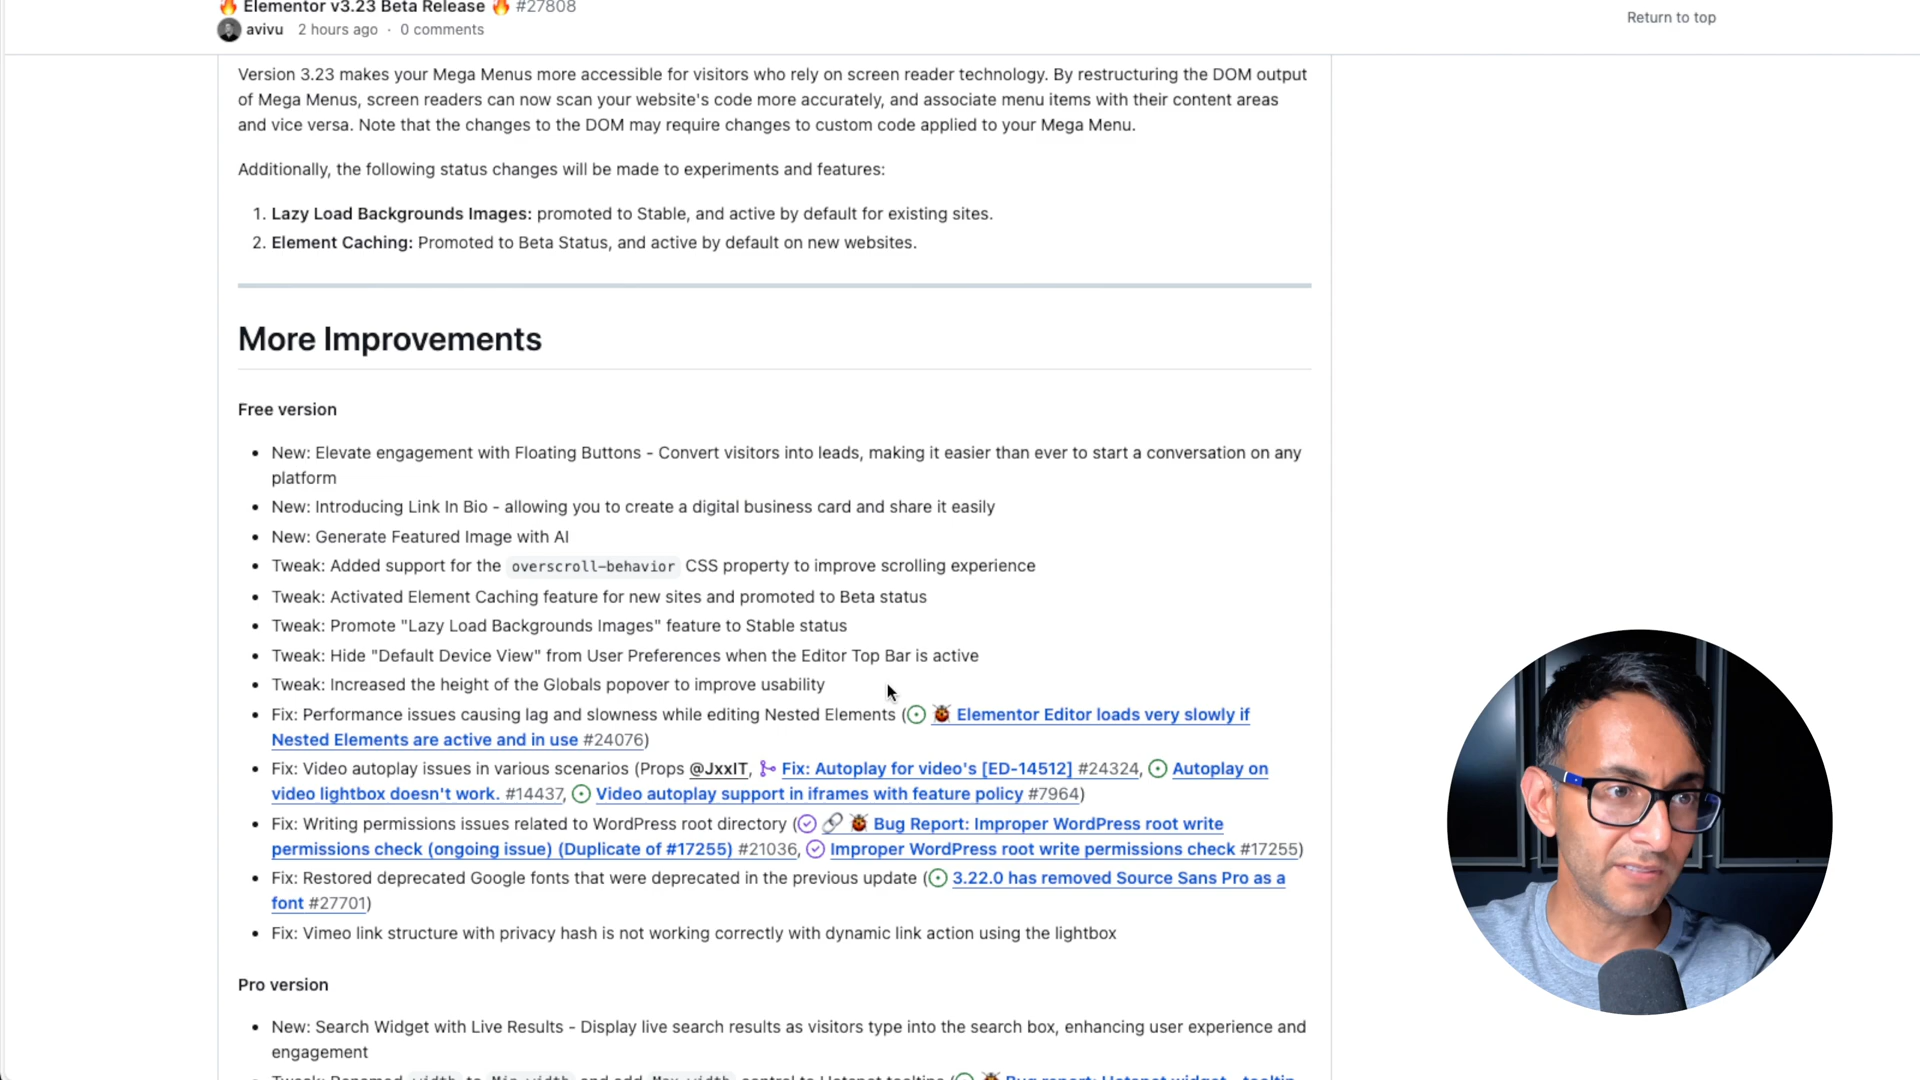 🔥 Elementor v3.23 Beta Release 🔥 #27808
Return to top
avivu 2 hours ago · 0 comments
Version 3.23 makes your Mega Menus more accessible for visitors who rely on screen reader technology. By restructuring the DOM output
of Mega Menus, screen readers can now scan your website's code more accurately, and associate menu items with their content areas
and vice versa. Note that the changes to the DOM may require changes to custom code applied to your Mega Menu.
Additionally, the following status changes will be made to experiments and features:
1. Lazy Load Backgrounds Images: promoted to Stable, and active by default for existing sites.
2. Element Caching: Promoted to Beta Status, and active by default on new websites.
More Improvements
Free version
• New: Elevate engagement with Floating Buttons - Convert visitors into leads, making it easier than ever to start a conversation on any
platform
• New: Introducing Link In Bio - allowing you to create a digital business card and share it easily
• New: Generate Featured Image with AI
• Tweak: Added support for the overscroll-behavior CSS property to improve scrolling experience
• Tweak: Activated Element Caching feature for new sites and promoted to Beta status
• Tweak: Promote "Lazy Load Backgrounds Images" feature to Stable status
• Tweak: Hide "Default Device View" from User Preferences when the Editor Top Bar is active
• Tweak: Increased the height of the Globals popover to improve usability
• Fix: Performance issues causing lag and slowness while editing Nested Elements (🐞 Elementor Editor loads very slowly if
Nested Elements are active and in use #24076)
• Fix: Video autoplay issues in various scenarios (Props @JxxIT, Fix: Autoplay for video's [ED-14512] #24324, Autoplay on
video lightbox doesn't work. #14437, Video autoplay support in iframes with feature policy #7964)
• Fix: Writing permissions issues related to WordPress root directory (🔗 🐞 Bug Report: Improper WordPress root write
permissions check (ongoing issue) (Duplicate of #17255) #21036, Improper WordPress root write permissions check #17255)
• Fix: Restored deprecated Google fonts that were deprecated in the previous update (3.22.0 has removed Source Sans Pro as a
font #27701)
• Fix: Vimeo link structure with privacy hash is not working correctly with dynamic link action using the lightbox
Pro version
• New: Search Widget with Live Results - Display live search results as visitors type into the search box, enhancing user experience and
engagement
Tweak: Renamed width to Min width and add Max width control to Hotspot tooltips (🐞 Bug report: Hotspot widget - tooltip